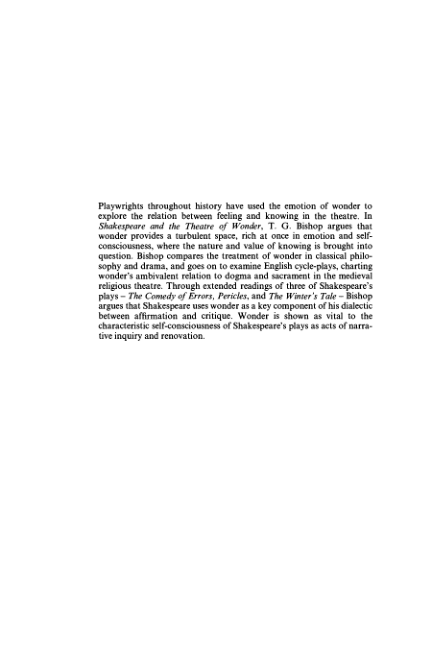 Playwrights throughout history have used the emotion of wonder to
explore the relation between feeling and knowing in the theatre. In
Shakespeare and the Theatre of Wonder, T. G. Bishop argues that
wonder provides a turbulent space, rich at once in emotion and self-
consciousness, where the nature and value of knowing is brought into
question. Bishop compares the treatment of wonder in classical philo-
sophy and drama, and goes on to examine English cycle-plays, charting
wonder's ambivalent relation to dogma and sacrament in the medieval
religious theatre. Through extended readings of three of Shakespeare's
plays – The Comedy of Errors, Pericles, and The Winter's Tale – Bishop
argues that Shakespeare uses wonder as a key component of his dialectic
between affirmation and critique. Wonder is shown as vital to the
characteristic self-consciousness of Shakespeare's plays as acts of narra-
tive inquiry and renovation.